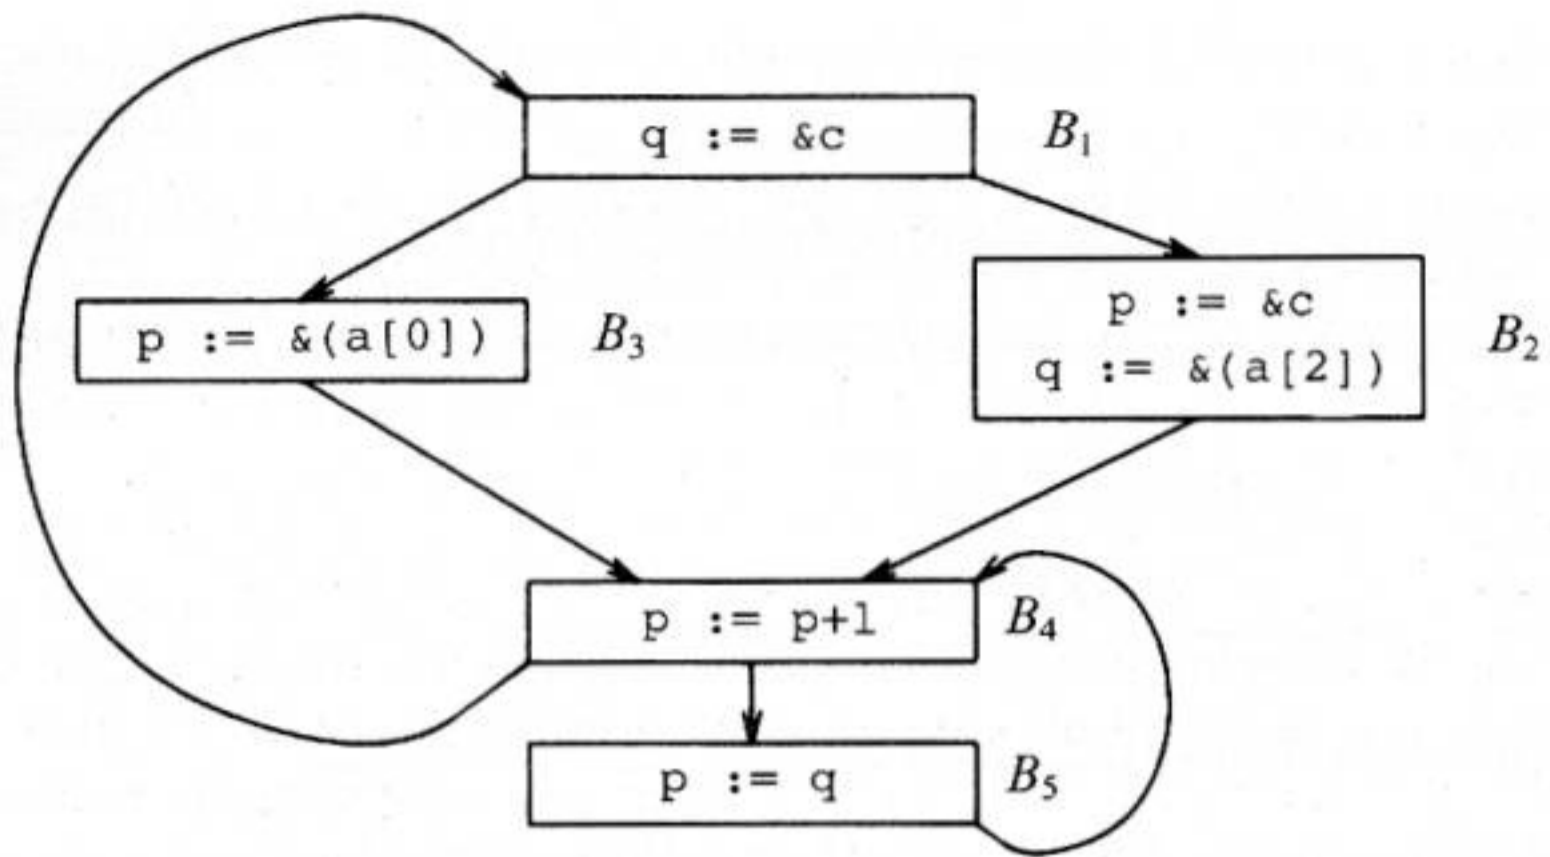 q := &c
B1
p := &(a[0])
B3
p := &c
q := &(a[2])
B2
p := p+1
B4
p := q
B5